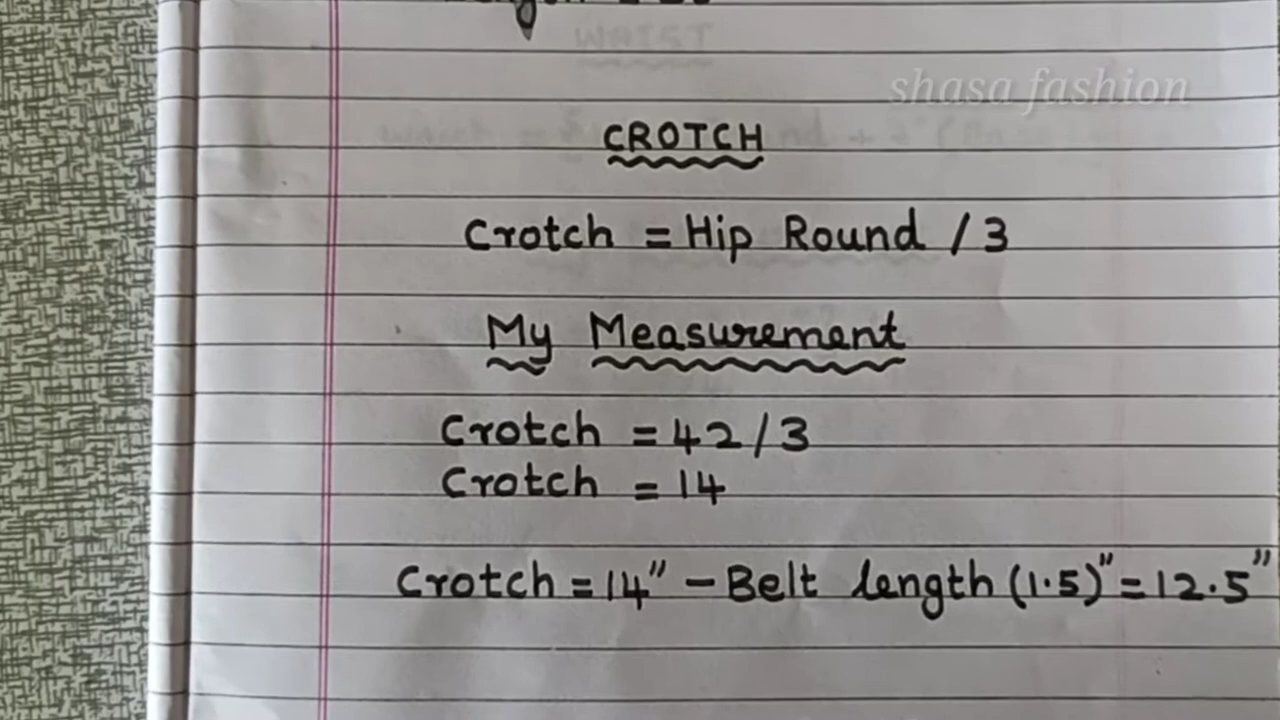 shasa fashion
CROTCH
Crotch = Hip Round / 3
My Measurement
Crotch = 42/3
Crotch = 14
Crotch = 14" - Belt length (1.5)" = 12.5"